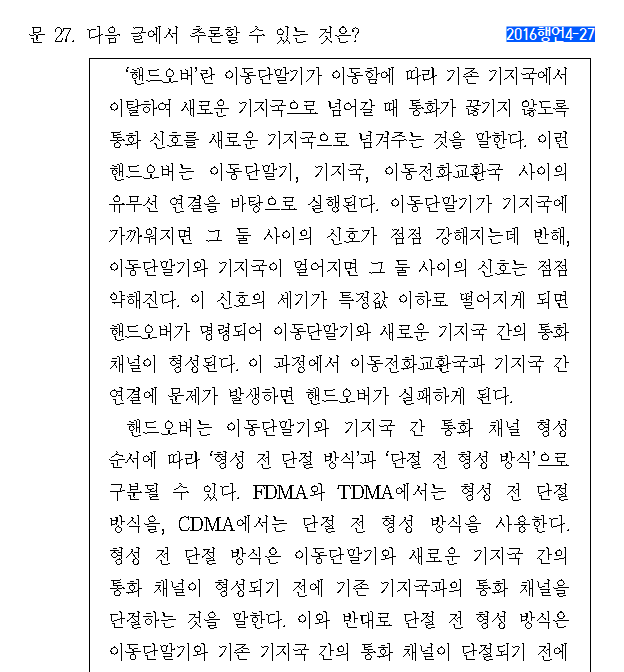 문 27. 다음 글에서 추론할 수 있는 것은?
2016행언4-27
‘핸드오버’란 이동단말기가 이동함에 따라 기존 기지국에서
이탈하여 새로운 기지국으로 넘어갈 때 통화가 끊기지 않도록
통화 신호를 새로운 기지국으로 넘겨주는 것을 말한다. 이런
핸드오버는 이동단말기, 기지국, 이동전화교환국 사이의
유무선 연결을 바탕으로 실행된다. 이동단말기가 기지국에
가까워지면 그 둘 사이의 신호가 점점 강해지는데 반해,
이동단말기와 기지국이 멀어지면 그 둘 사이의 신호는 점점
약해진다. 이 신호의 세기가 특정값 이하로 떨어지게 되면
핸드오버가 명령되어 이동단말기와 새로운 기지국 간의 통화
채널이 형성된다. 이 과정에서 이동전화교환국과 기지국 간
연결에 문제가 발생하면 핸드오버가 실패하게 된다.
핸드오버는 이동단말기와 기지국 간 통화 채널 형성
순서에 따라 ‘형성 전 단절 방식’과 ‘단절 전 형성 방식’으로
구분될 수 있다. FDMA와 TDMA에서는 형성 전 단절
방식을, CDMA에서는 단절 전 형성 방식을 사용한다.
형성 전 단절 방식은 이동단말기와 새로운 기지국 간의
통화 채널이 형성되기 전에 기존 기지국과의 통화 채널을
단절하는 것을 말한다. 이와 반대로 단절 전 형성 방식은
이동단말기와 기존 기지국 간의 통화 채널이 단절되기 전에